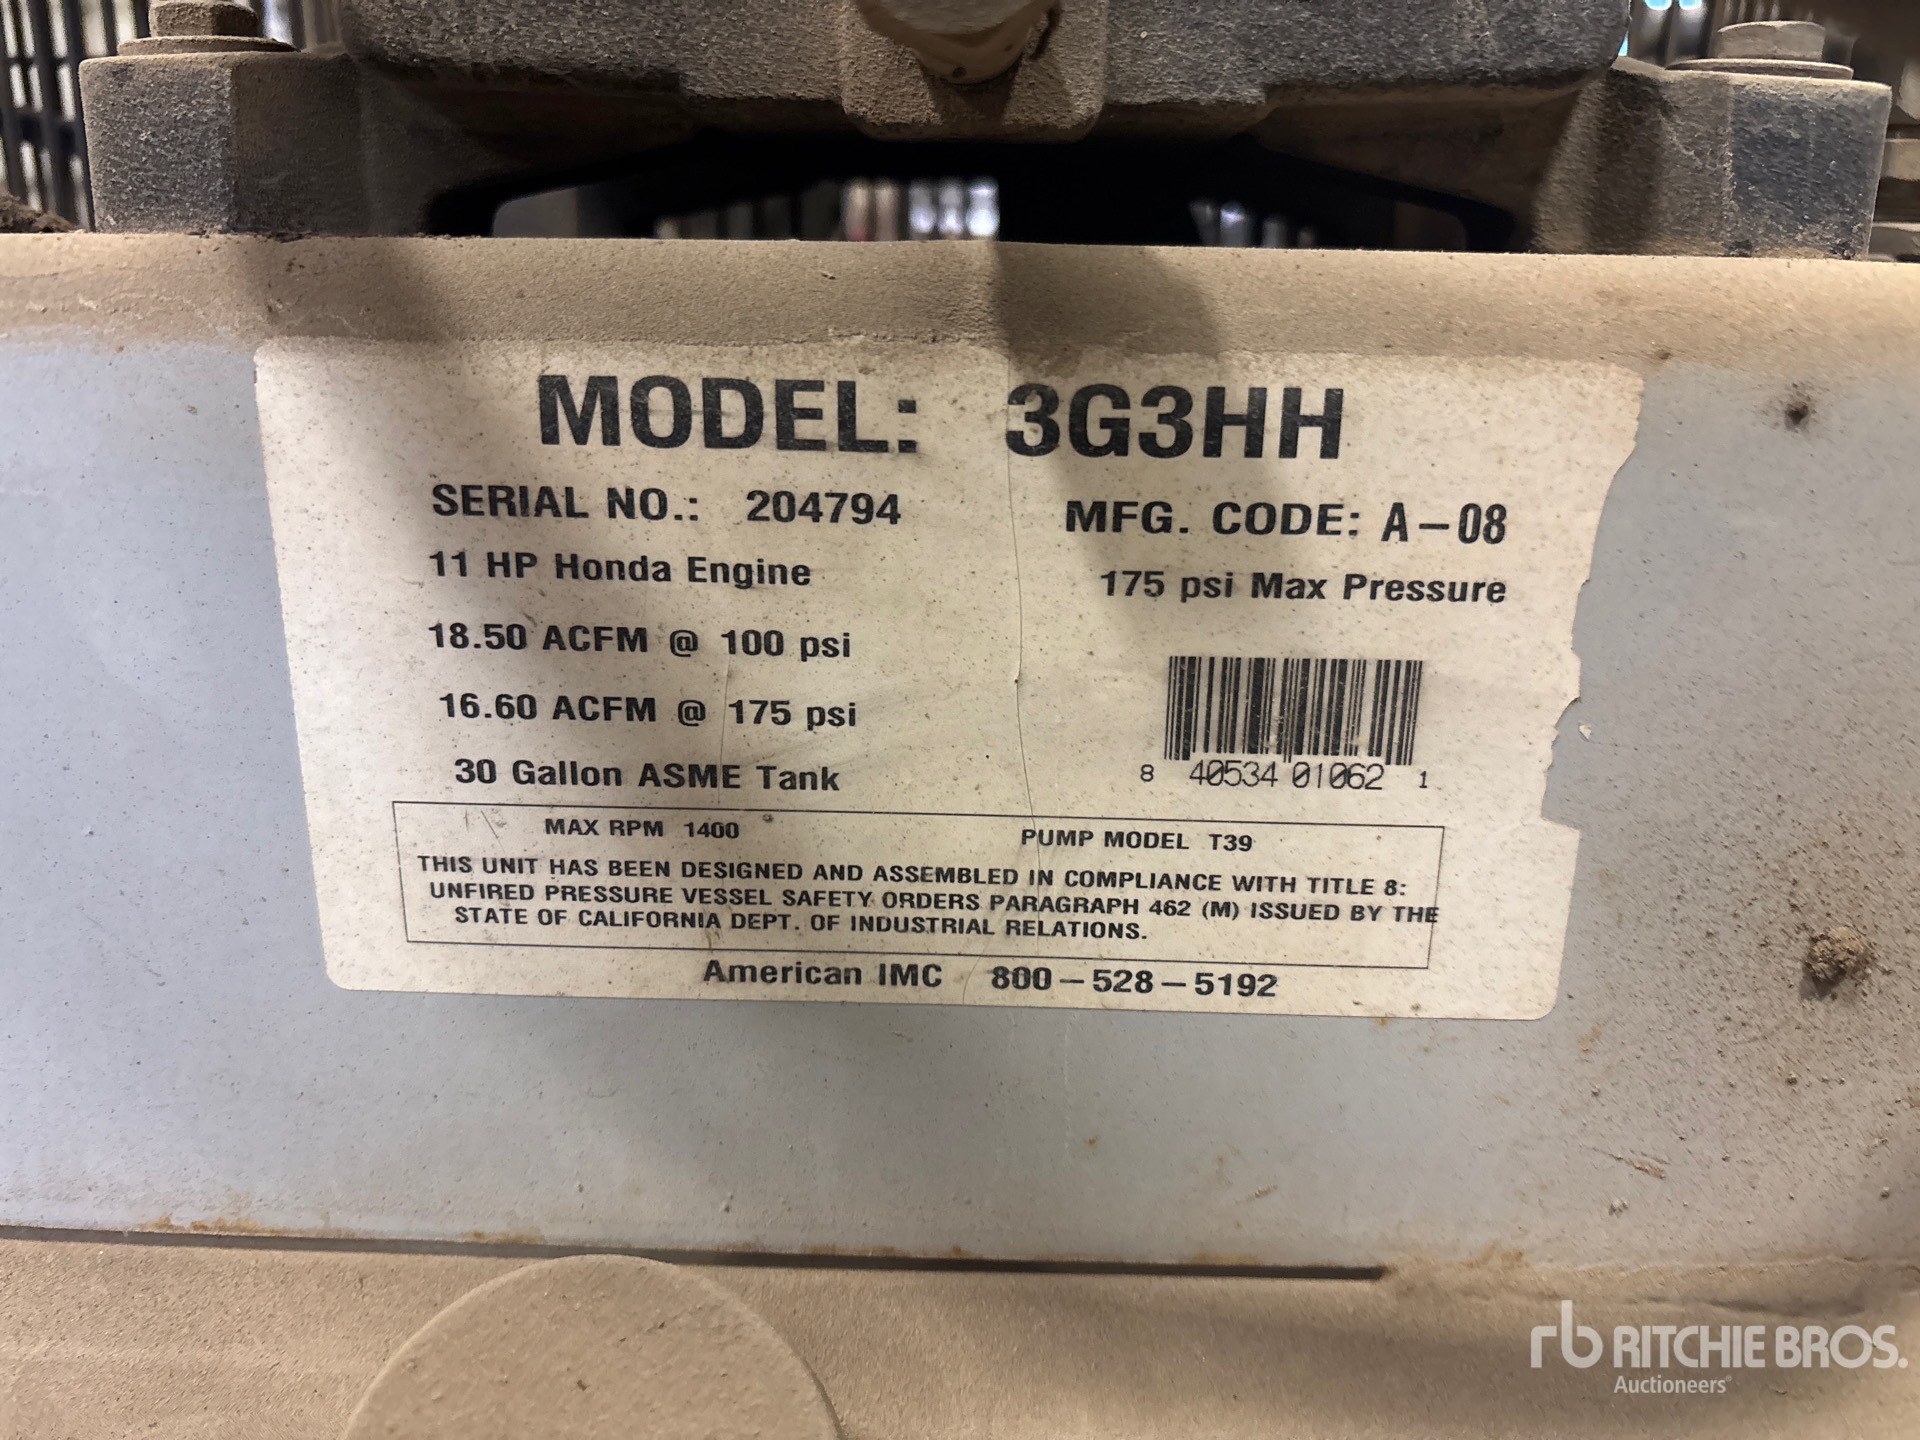 MODEL: 3G3HH
SERIAL NO.: 204794 MFG. CODE: A-08
11 HP Honda Engine 175 psi Max Pressure
18.50 ACFM @ 100 psi
16.60 ACFM @ 175 psi
30 Gallon ASME Tank
8 40534 01062 1
MAX RPM 1400 PUMP MODEL T39
THIS UNIT HAS BEEN DESIGNED AND ASSEMBLED IN COMPLIANCE WITH TITLE 8:
UNFIRED PRESSURE VESSEL SAFETY ORDERS PARAGRAPH 462 (M) ISSUED BY THE
STATE OF CALIFORNIA DEPT. OF INDUSTRIAL RELATIONS.
American IMC 800-528-5192
rb RITCHIE BROS.
Auctioneers